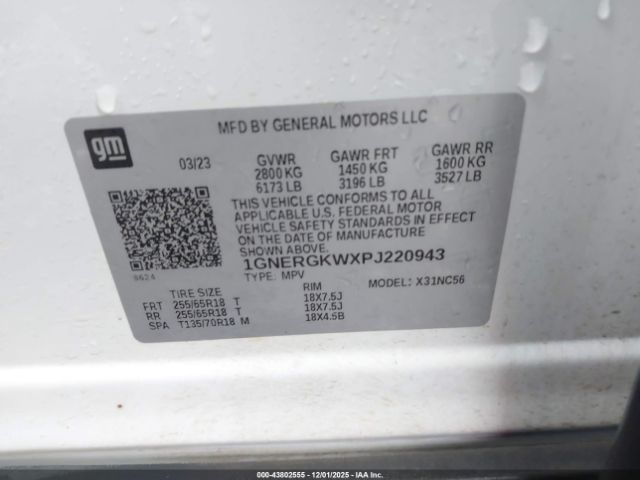 gm
MFD BY GENERAL MOTORS LLC
03/23 GVWR GAWR FRT GAWR RR
2800 KG 1450 KG 1600 KG
6173 LB 3196 LB 3527 LB
THIS VEHICLE CONFORMS TO ALL
APPLICABLE U.S. FEDERAL MOTOR
VEHICLE SAFETY STANDARDS IN EFFECT
ON THE DATE OF MANUFACTURE
SHOWN ABOVE.
1GNERGKWXPJ220943
9624 TYPE: MPV MODEL: X31NC56
TIRE SIZE RIM
FRT 255/65R18 T 18X7.5J
RR 255/65R18 T 18X7.5J
SPA T135/70R18 M 18X4.5B
000-43802555 - 12/01/2025 - IAAI.COM